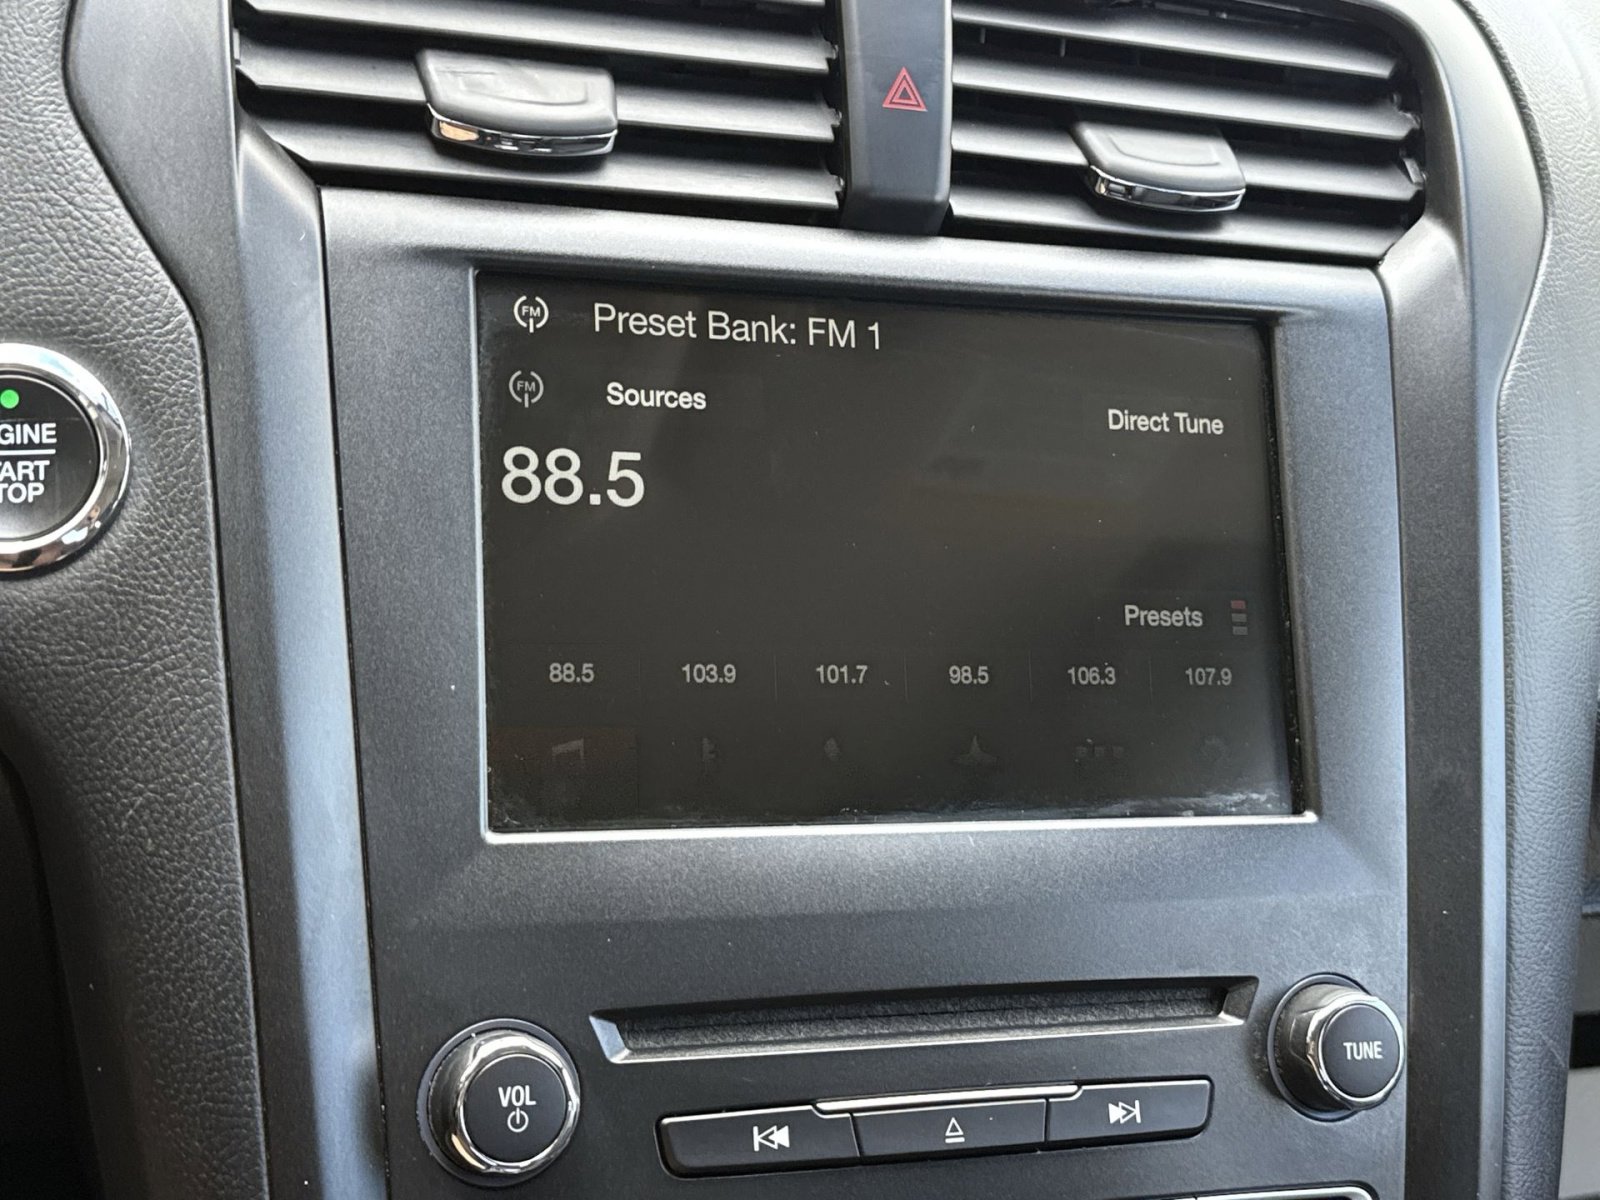 FM Preset Bank: FM 1
FM Sources
Direct Tune
88.5
GINE
TART
TOP
Presets
88.5 103.9 101.7 98.5 106.3 107.9
VOL
TUNE